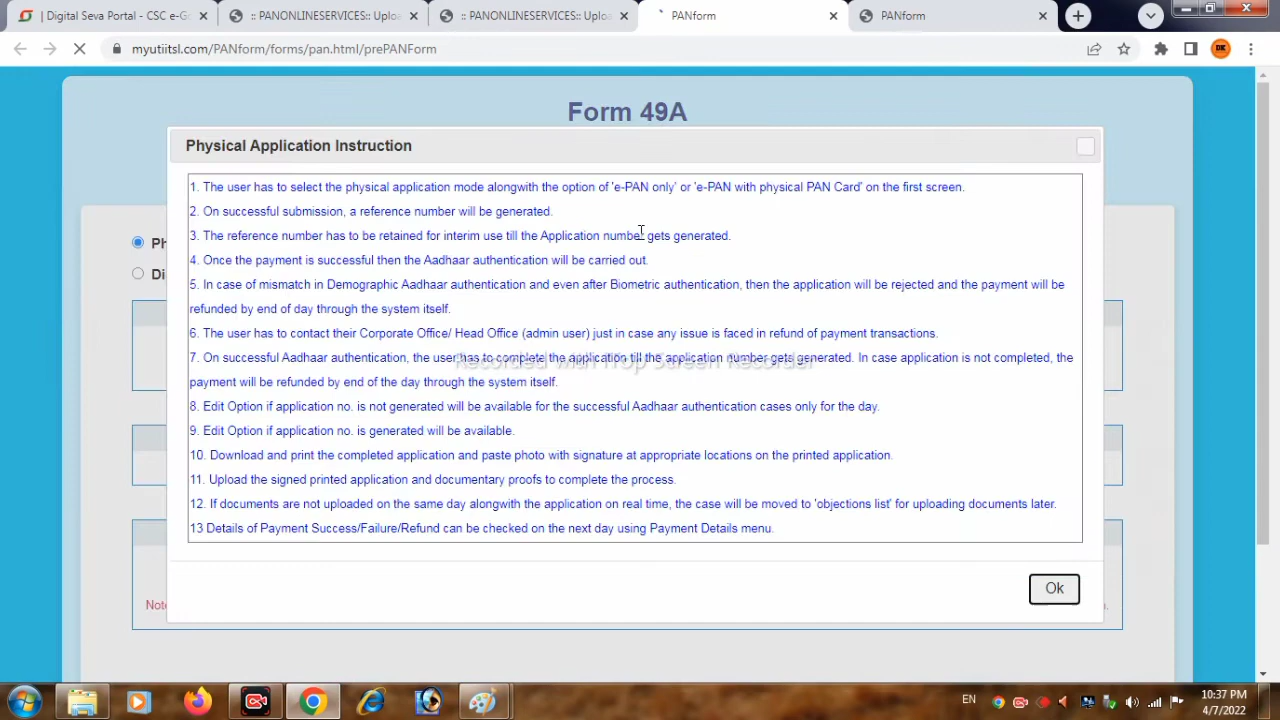 | Digital Seva Portal - CSC e-Go
:: PANONLINESERVICES:: Uploa
:: PANONLINESERVICES:: Uploa
PANform
PANform
myutiitsl.com/PANform/forms/pan.html/prePANForm
DK
Form 49A
Physical Application Instruction
1. The user has to select the physical application mode alongwith the option of 'e-PAN only' or 'e-PAN with physical PAN Card' on the first screen.
2. On successful submission, a reference number will be generated.
3. The reference number has to be retained for interim use till the Application number gets generated.
4. Once the payment is successful then the Aadhaar authentication will be carried out.
5. In case of mismatch in Demographic Aadhaar authentication and even after Biometric authentication, then the application will be rejected and the payment will be
refunded by end of day through the system itself.
6. The user has to contact their Corporate Office/ Head Office (admin user) just in case any issue is faced in refund of payment transactions.
7. On successful Aadhaar authentication, the user has to complete the application till the application number gets generated. In case application is not completed, the
payment will be refunded by end of the day through the system itself.
8. Edit Option if application no. is not generated will be available for the successful Aadhaar authentication cases only for the day.
9. Edit Option if application no. is generated will be available.
10. Download and print the completed application and paste photo with signature at appropriate locations on the printed application.
11. Upload the signed printed application and documentary proofs to complete the process.
12. If documents are not uploaded on the same day alongwith the application on real time, the case will be moved to 'objections list' for uploading documents later.
13 Details of Payment Success/Failure/Refund can be checked on the next day using Payment Details menu.
Recorded with iTop Screen Recorder
Ph
Di
Note
Ok
EN
10:37 PM
4/7/2022